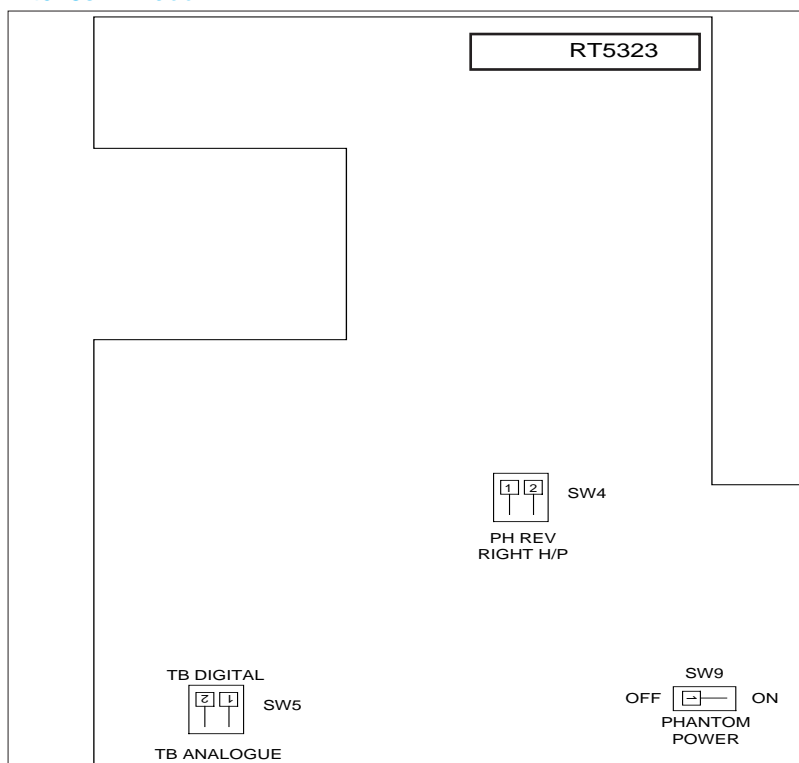 RT5323
1 2
SW4
PH REV
RIGHT H/P
TB DIGITAL
2 1
SW5
TB ANALOGUE
SW9
OFF
1
ON
PHANTOM
POWER